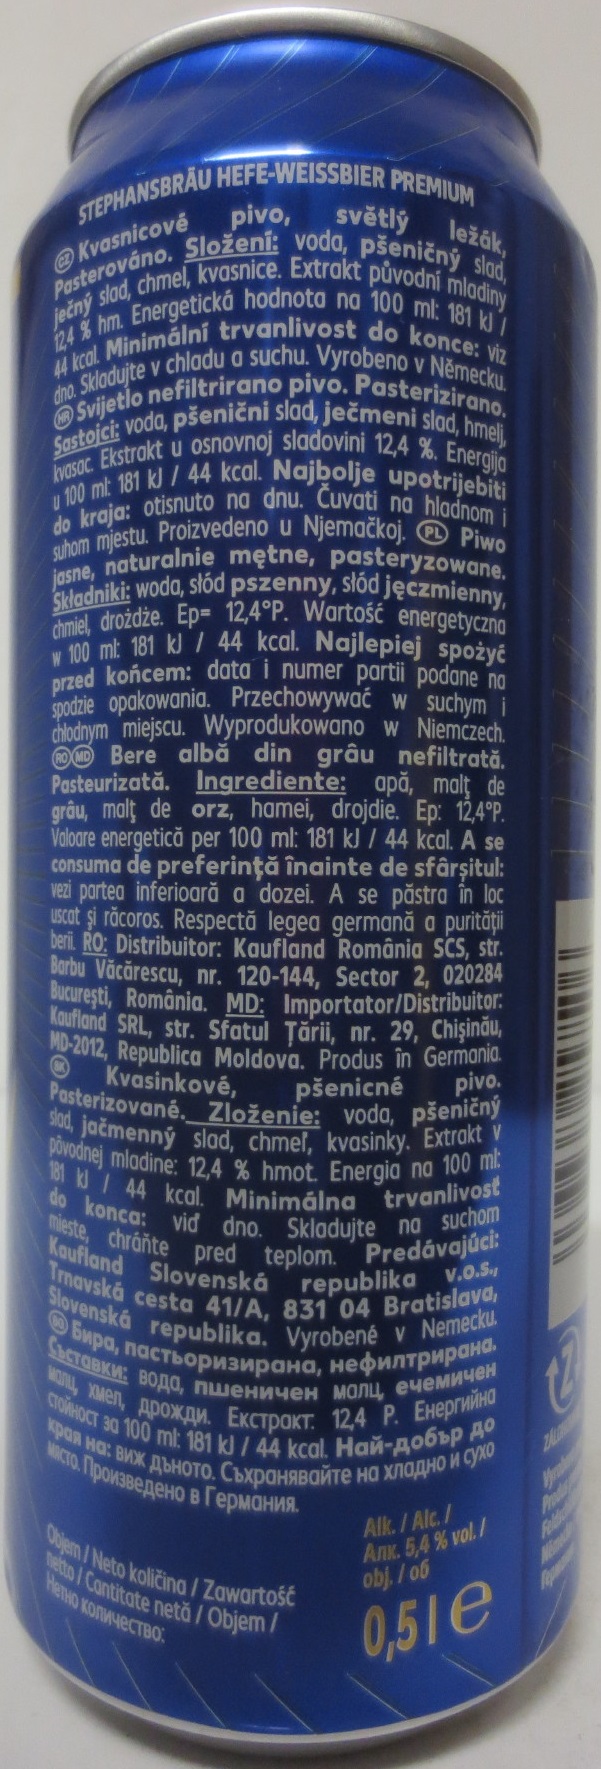 STEPHANSBRÄU HEFE-WEISSBIER PREMIUM
CZ Kvasnicové pivo, světlý ležák,
Pasterováno. Složení: voda, pšeničný slad,
ječný slad, chmel, kvasnice. Extrakt původní mladiny
12,4 % hm. Energetická hodnota na 100 ml: 181 kJ /
44 kcal. Minimální trvanlivost do konce: viz
dno. Skladujte v chladu a suchu. Vyrobeno v Německu.
HR Svijetlo nefiltrirano pivo. Pasterizirano.
Sastojci: voda, pšenični slad, ječmeni slad, hmelj,
kvasac. Ekstrakt u osnovnoj sladovini 12,4 %. Energija
u 100 ml: 181 kJ / 44 kcal. Najbolje upotrijebiti
do kraja: otisnuto na dnu. Čuvati na hladnom i
suhom mjestu. Proizvedeno u Njemačkoj. PL Piwo
jasne, naturalnie mętne, pasteryzowane.
Składniki: woda, słód pszenny, słód jęczmienny,
chmiel, drożdże. Ep= 12,4°P. Wartość energetyczna
w 100 ml: 181 kJ / 44 kcal. Najlepiej spożyć
przed końcem: data i numer partii podane na
spodzie opakowania. Przechowywać w suchym i
chłodnym miejscu. Wyprodukowano w Niemczech.
RO MD Bere albă din grâu nefiltrată.
Pasteurizată. Ingrediente: apă, malț de
grâu, malț de orz, hamei, drojdie. Ep: 12,4°P.
Valoare energetică per 100 ml: 181 kJ / 44 kcal. A se
consuma de preferință înainte de sfârșitul:
vezi partea inferioară a dozei. A se păstra în loc
uscat și răcoros. Respectă legea germană a purității
berii. RO: Distribuitor: Kaufland România SCS, str.
Barbu Văcărescu, nr. 120-144, Sector 2, 020284
București, România. MD: Importator/Distribuitor:
Kaufland SRL, str. Sfatul Țării, nr. 29, Chișinău,
MD-2012, Republica Moldova. Produs în Germania.
SK Kvasinkové, pšenicné pivo.
Pasterizované. Zloženie: voda, pšeničný
slad, jačmenný slad, chmeľ, kvasinky. Extrakt v
pôvodnej mladine: 12,4 % hmot. Energia na 100 ml:
181 kJ / 44 kcal. Minimálna trvanlivosť
do konca: viď dno. Skladujte na suchom
mieste, chráňte pred teplom. Predávajúci:
Kaufland Slovenská republika v.o.s.,
Trnavská cesta 41/A, 831 04 Bratislava,
Slovenská republika. Vyrobené v Nemecku.
BG Бира, пастьоризирана, нефилтрирана.
Съставки: вода, пшеничен малц, ечемичен
малц, хмел, дрожди. Екстракт: 12,4 P. Енергийна
стойност за 100 ml: 181 kJ / 44 kcal. Най-добър до
края на: виж дъното. Съхранявайте на хладно и сухо
място. Произведено в Германия.
Alk. / Alc. /
Алк. 5,4 % vol. /
obj. / об
Objem / Neto količina / Zawartość
netto / Cantitate netă / Objem /
Нетно количество:
0,5 l e
Z